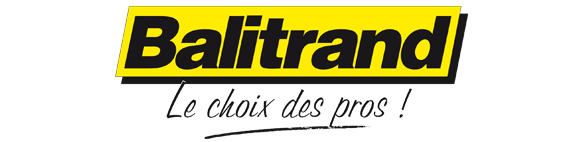 Balitrand
Le choix des pros !